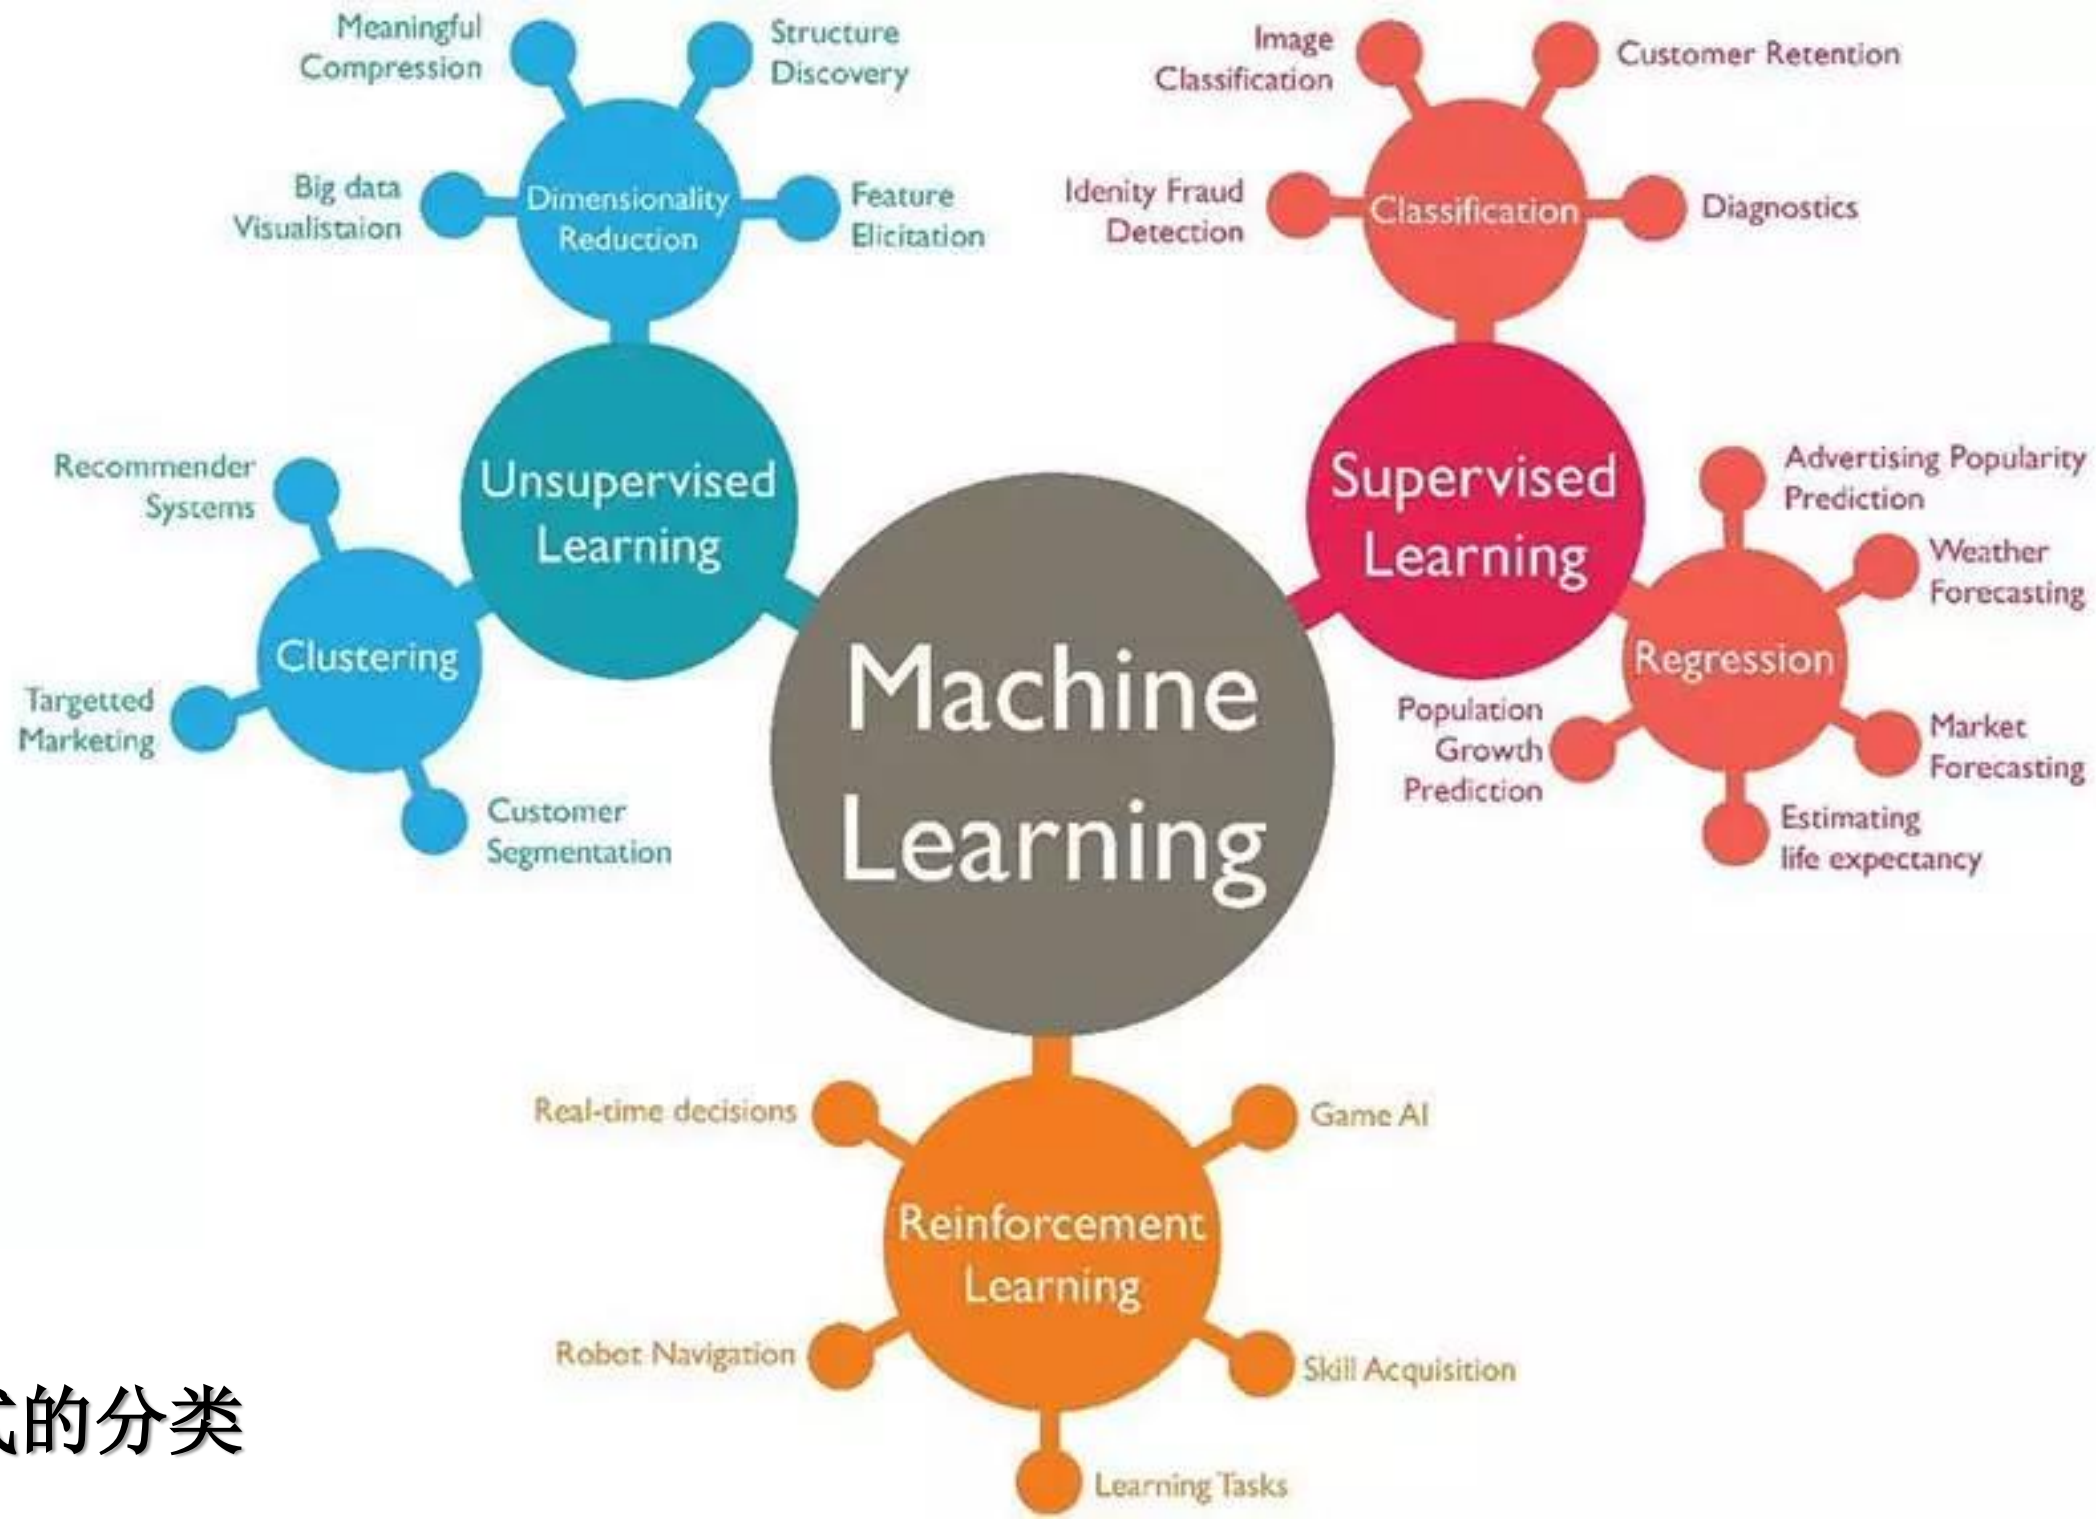 Meaningful
Compression
Structure
Discovery
Big data
Visualistaion
Dimensionality
Reduction
Feature
Elicitation
Image
Classification
Customer Retention
Idenity Fraud
Detection
Classification
Diagnostics
Unsupervised
Learning
Recommender
Systems
Clustering
Targetted
Marketing
Customer
Segmentation
Supervised
Learning
Advertising Popularity
Prediction
Weather
Forecasting
Regression
Population
Growth
Prediction
Market
Forecasting
Estimating
life expectancy
Machine
Learning
Real-time decisions
Game AI
Reinforcement
Learning
Robot Navigation
Skill Acquisition
Learning Tasks
的分类